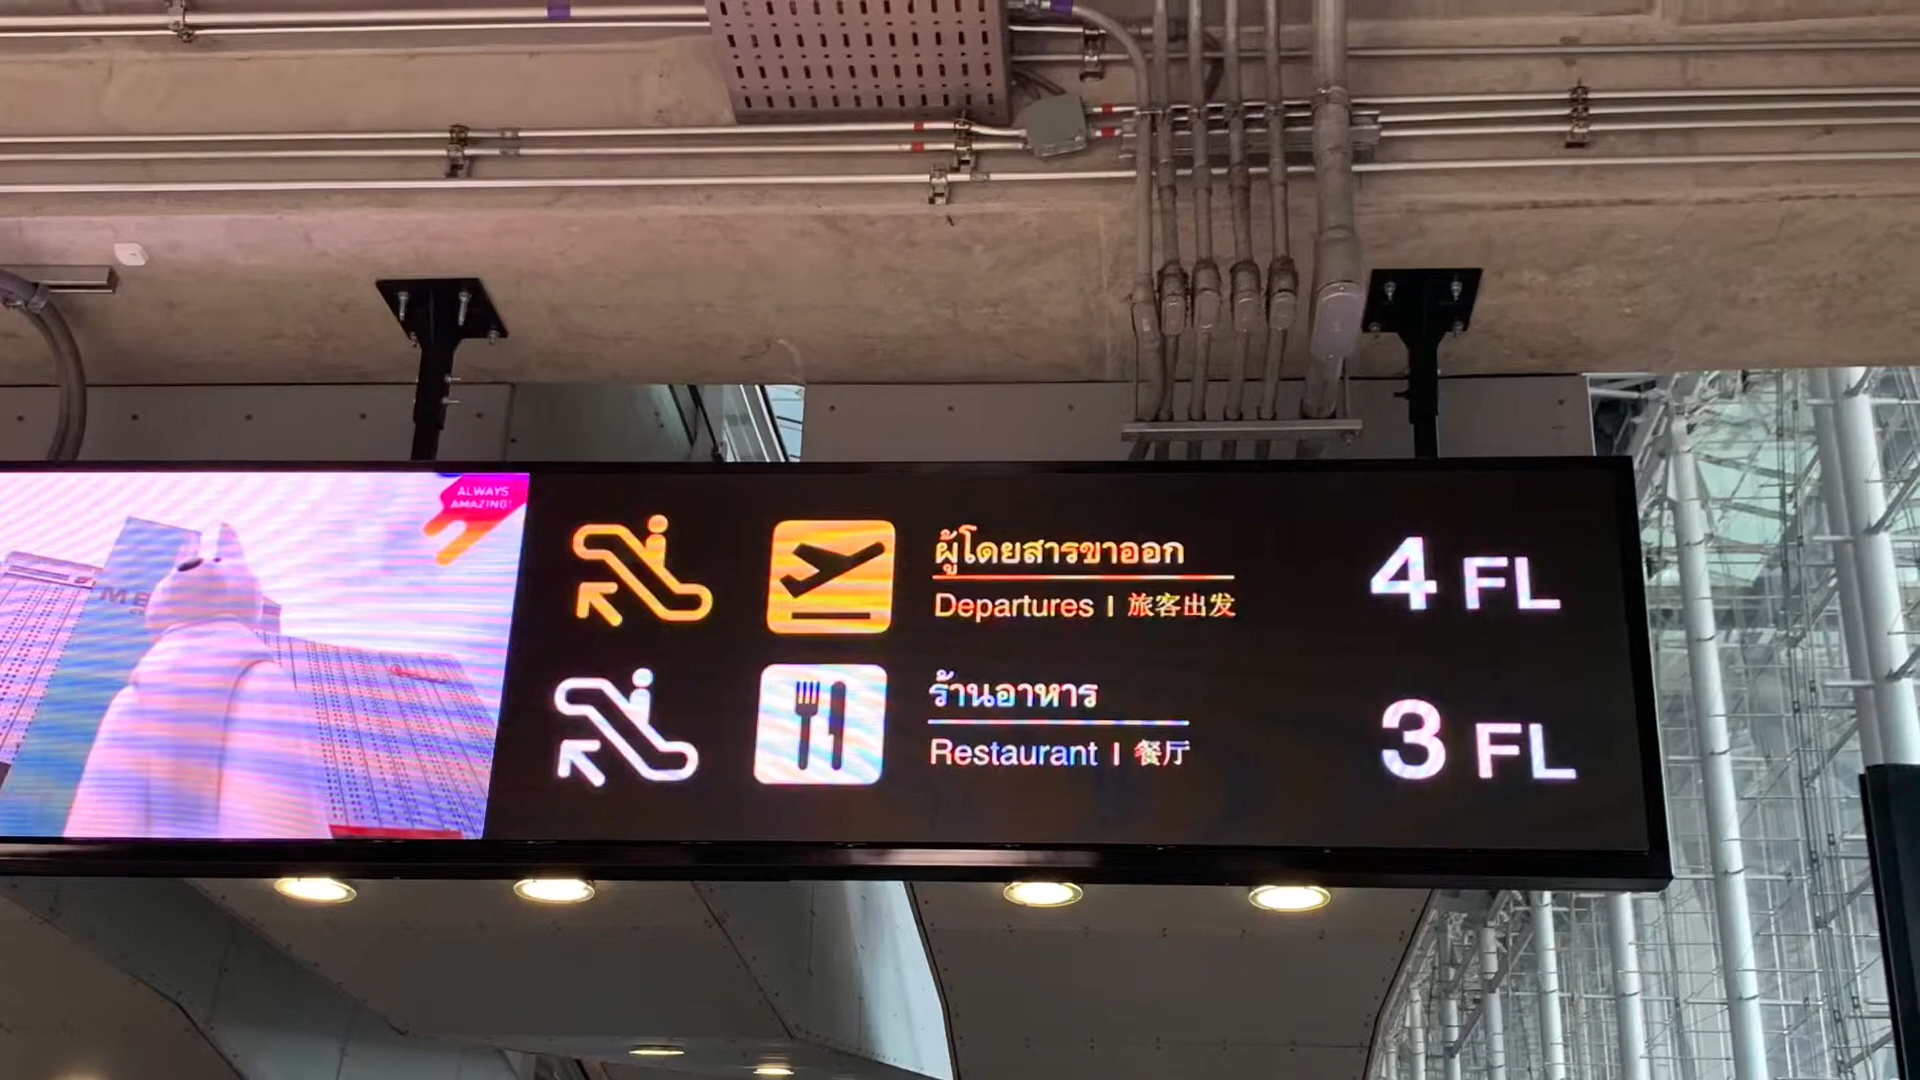 ALWAYS
AMAZING!
ผู้โดยสารขาออก
Departures | 旅客出发
4 FL
ร้านอาหาร
Restaurant | 餐厅
3 FL